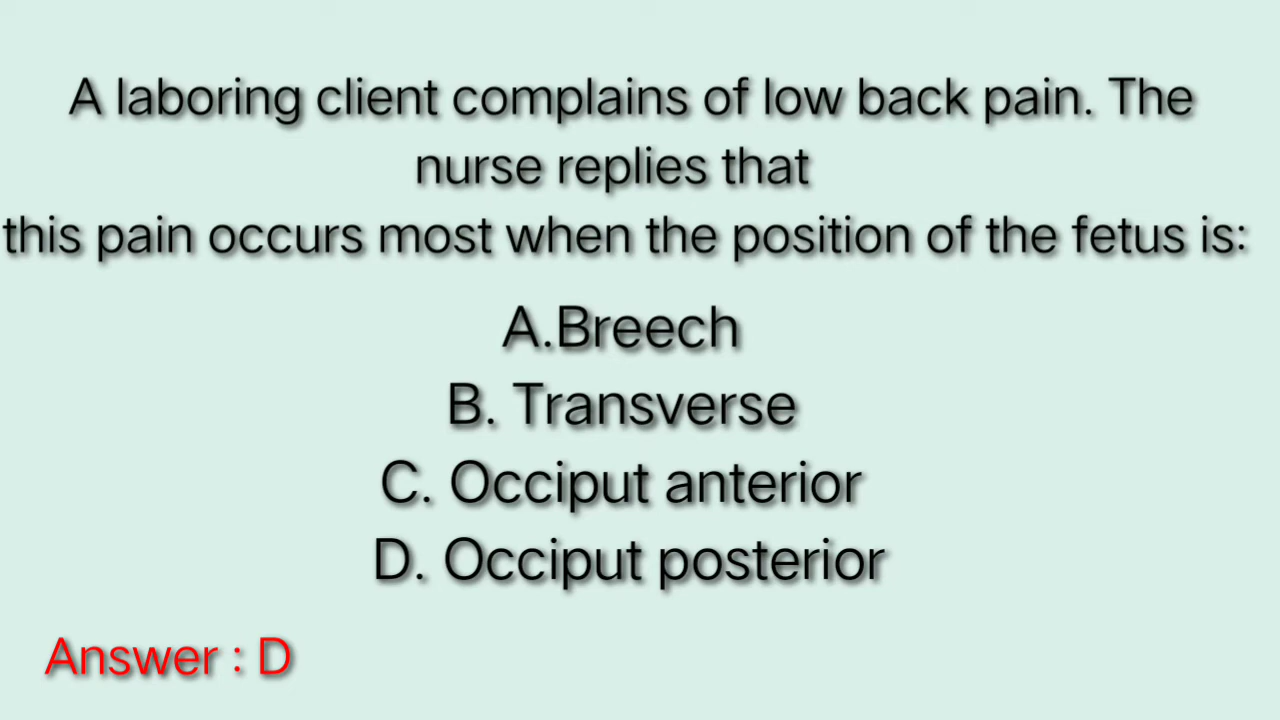 A laboring client complains of low back pain. The
nurse replies that
this pain occurs most when the position of the fetus is:
A.Breech
B. Transverse
C. Occiput anterior
D. Occiput posterior
Answer : D